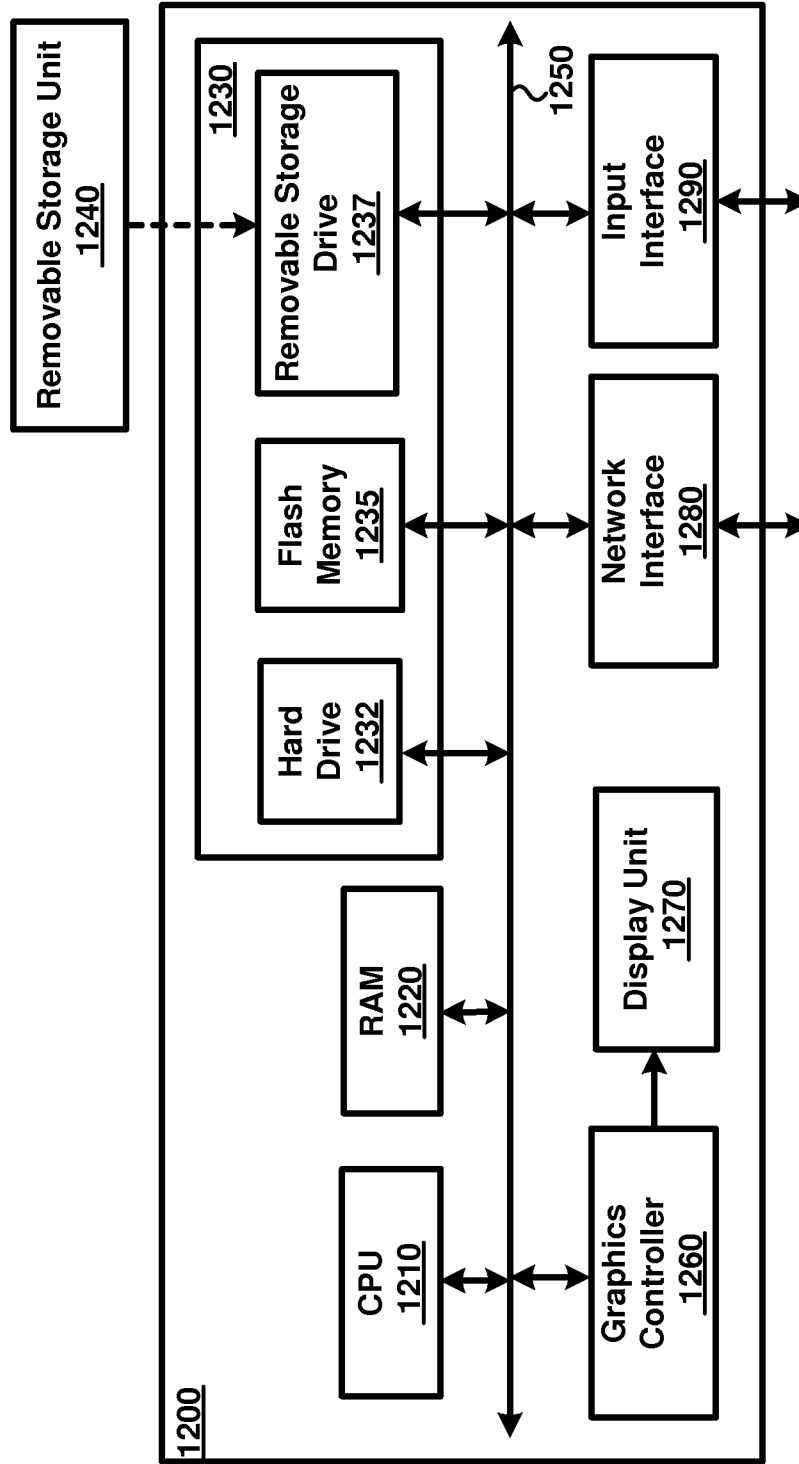 Removable Storage Unit
1240
1230
Removable Storage
Drive
1237
Flash
Memory
1235
Hard
Drive
1232
RAM
1220
CPU
1210
1200
1250
Graphics
Controller
1260
Display Unit
1270
Network
Interface
1280
Input
Interface
1290